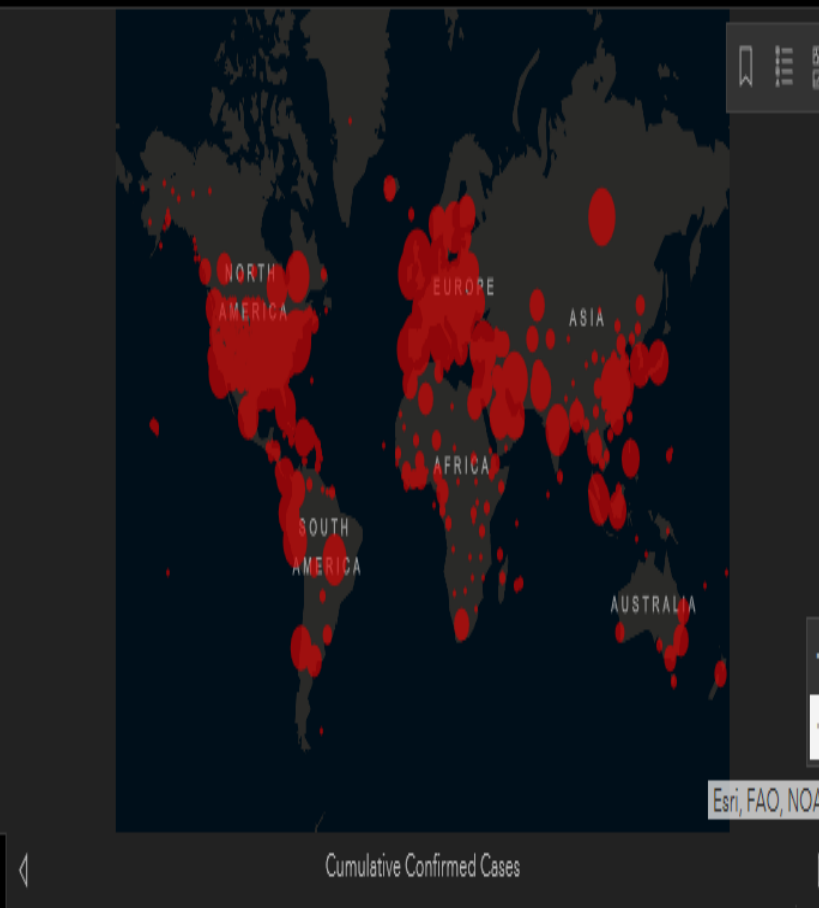 NORTH
AMERICA
EUROPE
ASIA
AFRICA
SOUTH
AMERICA
AUSTRALIA
Esri, FAO, NOA
Cumulative Confirmed Cases